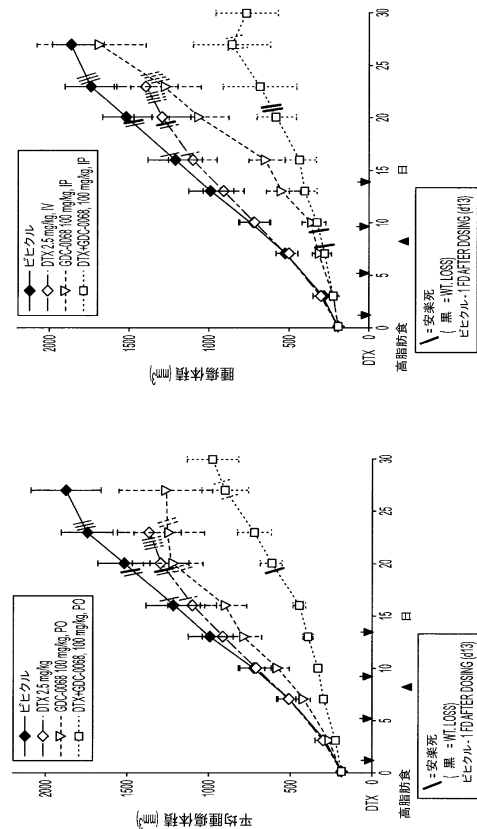 ビヒクル
DTX 2.5 mg/kg
GDC-0068 100 mg/kg, PO
DTX+GDC-0068, 100 mg/kg, PO
平均腫瘍体積 (mm³)
2000
1500
1000
500
0
0
5
10
15
20
25
30
DTX
高脂肪食
日
=安楽死
( 黒 =WT.LOSS)
ビヒクル-1 FD AFTER DOSING (d13)
ビヒクル
DTX 2.5 mg/kg, IV
GDC-0068 100 mg/kg, IP
DTX+GDC-0068, 100 mg/kg, IP
腫瘍体積 (mm³)
2000
1500
1000
500
0
0
5
10
15
20
25
30
DTX
高脂肪食
日
=安楽死
( 黒 =WT.LOSS)
ビヒクル-1 FD AFTER DOSING (d13)